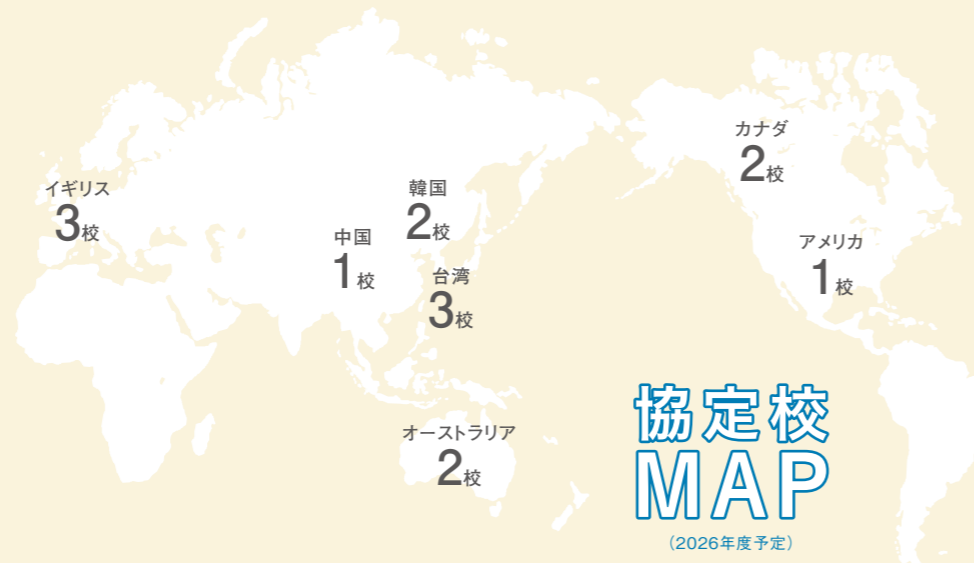 カナダ
2校
イギリス
3校
韓国
2校
中国
1校
アメリカ
1校
台湾
3校
オーストラリア
2校
協定校
MAP
（2026年度予定）